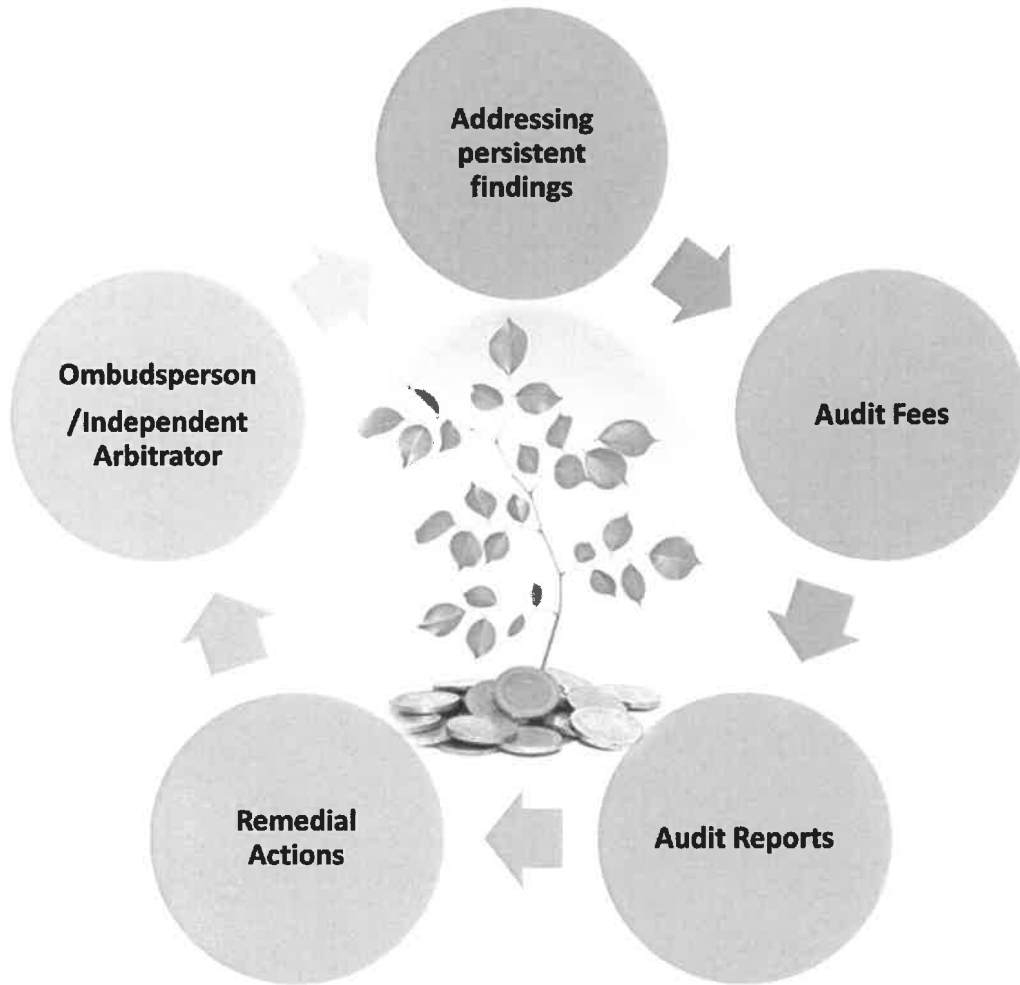 Addressing
persistent
findings
Audit Fees
Audit Reports
Remedial
Actions
Ombudsperson
/Independent
Arbitrator